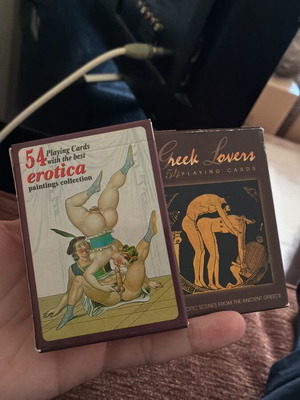 54 Playing Cards
with the best
erotica
paintings collection
Greek Lovers
54 PLAYING CARDS
SCENES FROM THE ANCIENT GREECE